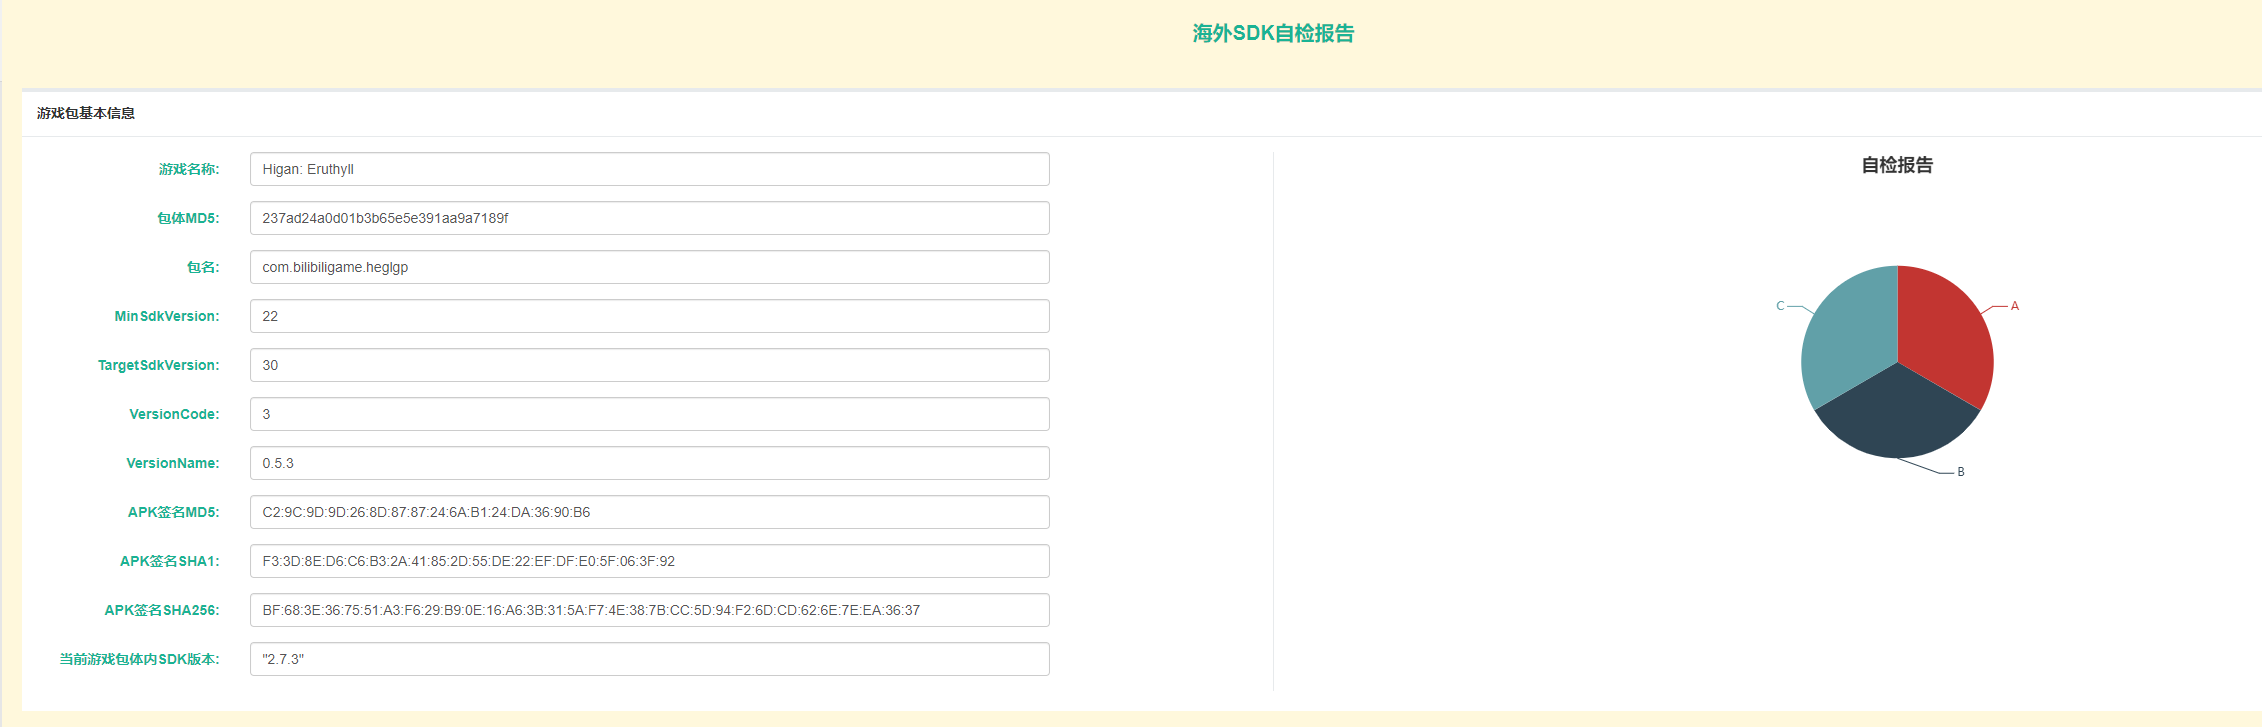 海外SDK自检报告
游戏包基本信息
游戏名称: Higan: Eruthyll
包体MD5: 237ad24a0d01b3b65e5e391aa9a7189f
包名: com.bilibiligame.heglgp
MinSdkVersion: 22
TargetSdkVersion: 30
VersionCode: 3
VersionName: 0.5.3
APK签名MD5: C2:9C:9D:9D:26:8D:87:87:24:6A:B1:24:DA:36:90:B6
APK签名SHA1: F3:3D:8E:D6:C6:B3:2A:41:85:2D:55:DE:22:EF:DF:E0:5F:06:3F:92
APK签名SHA256: BF:68:3E:36:75:51:A3:F6:29:B9:0E:16:A6:3B:31:5A:F7:4E:38:7B:CC:5D:94:F2:6D:CD:62:6E:7E:EA:36:37
当前游戏包体内SDK版本: "2.7.3"
自检报告
C
A
B